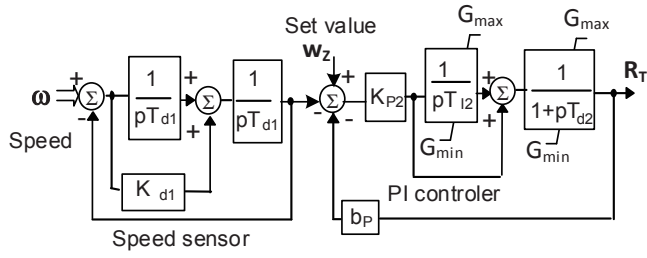 Set value
w_Z
G_max
G_max
ω
+
-
Σ
1
pT_d1
+
+
Σ
1
pT_d1
-
+
-
Σ
K_P2
1
pT_I2
+
+
Σ
1
1+pT_d2
R_T
Speed
K_d1
G_min
G_min
PI controler
b_P
Speed sensor